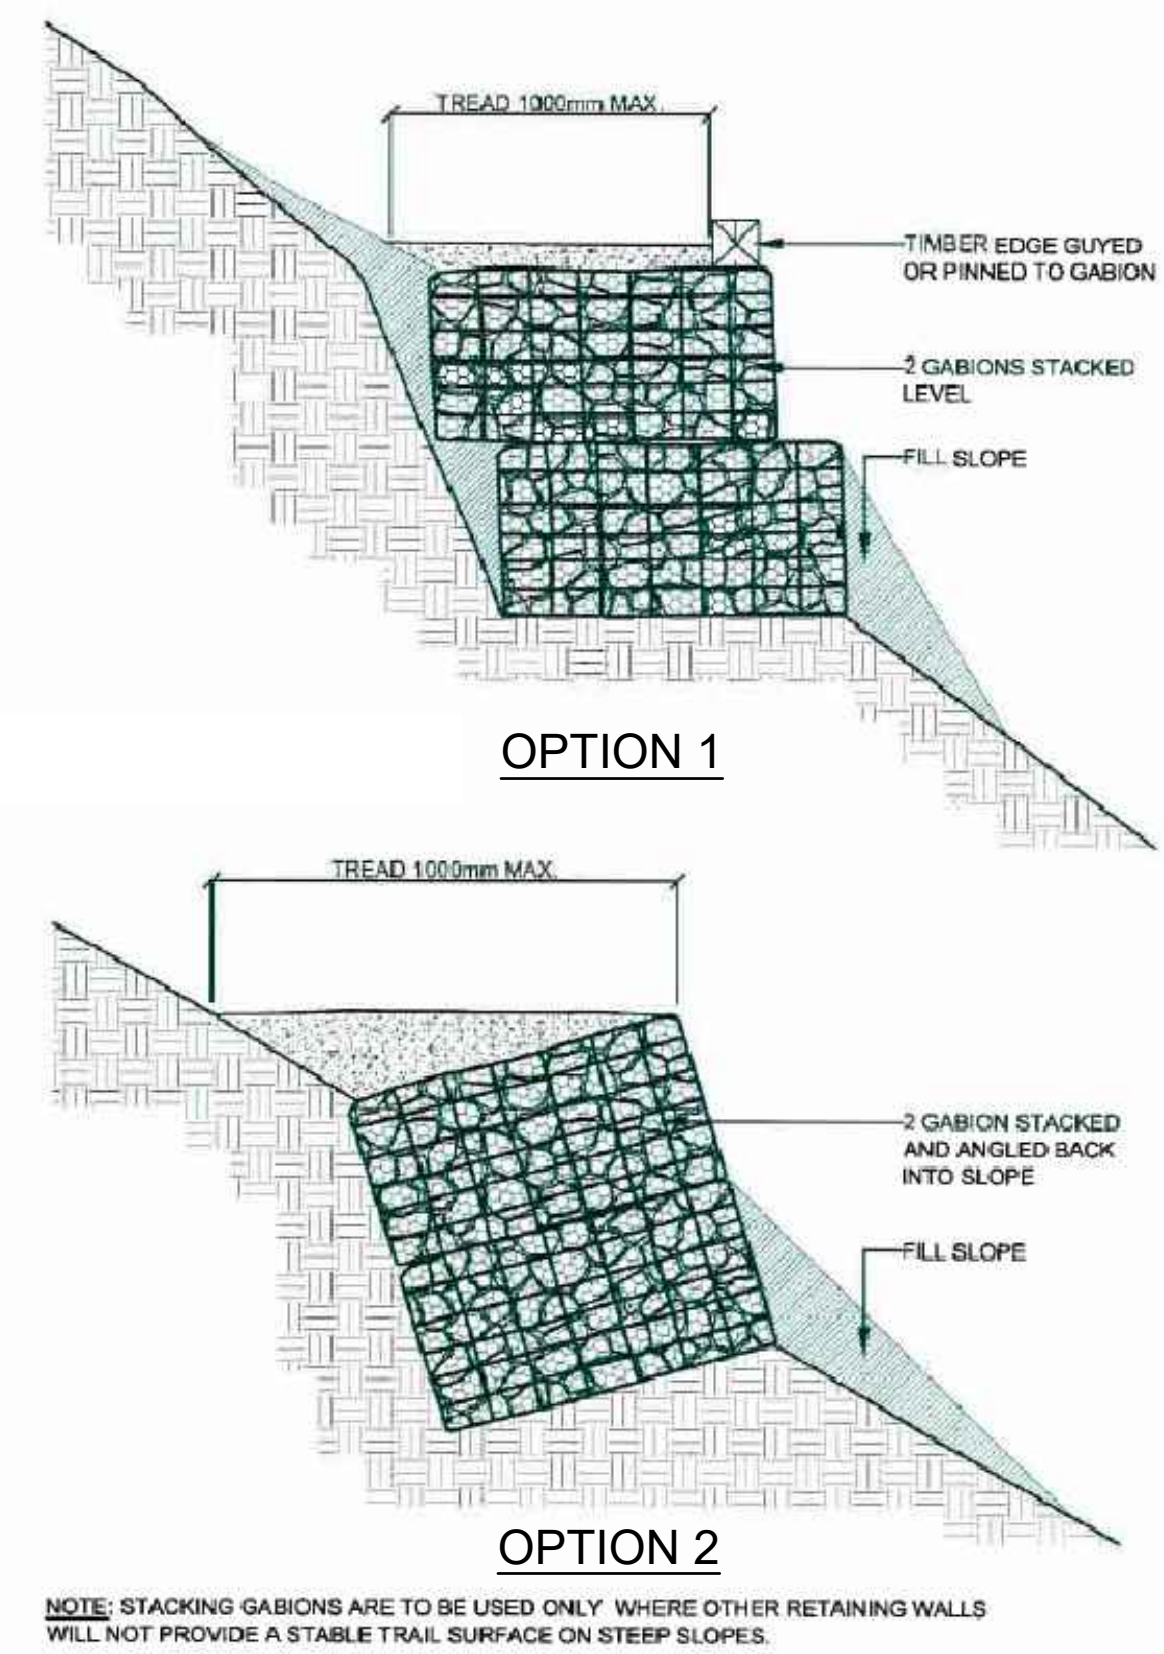 TREAD 1000mm MAX.
TIMBER EDGE GUYED
OR PINNED TO GABION
2 GABIONS STACKED
LEVEL
FILL SLOPE
OPTION 1
TREAD 1000mm MAX.
2 GABION STACKED
AND ANGLED BACK
INTO SLOPE
FILL SLOPE
OPTION 2
NOTE: STACKING GABIONS ARE TO BE USED ONLY WHERE OTHER RETAINING WALLS
WILL NOT PROVIDE A STABLE TRAIL SURFACE ON STEEP SLOPES.